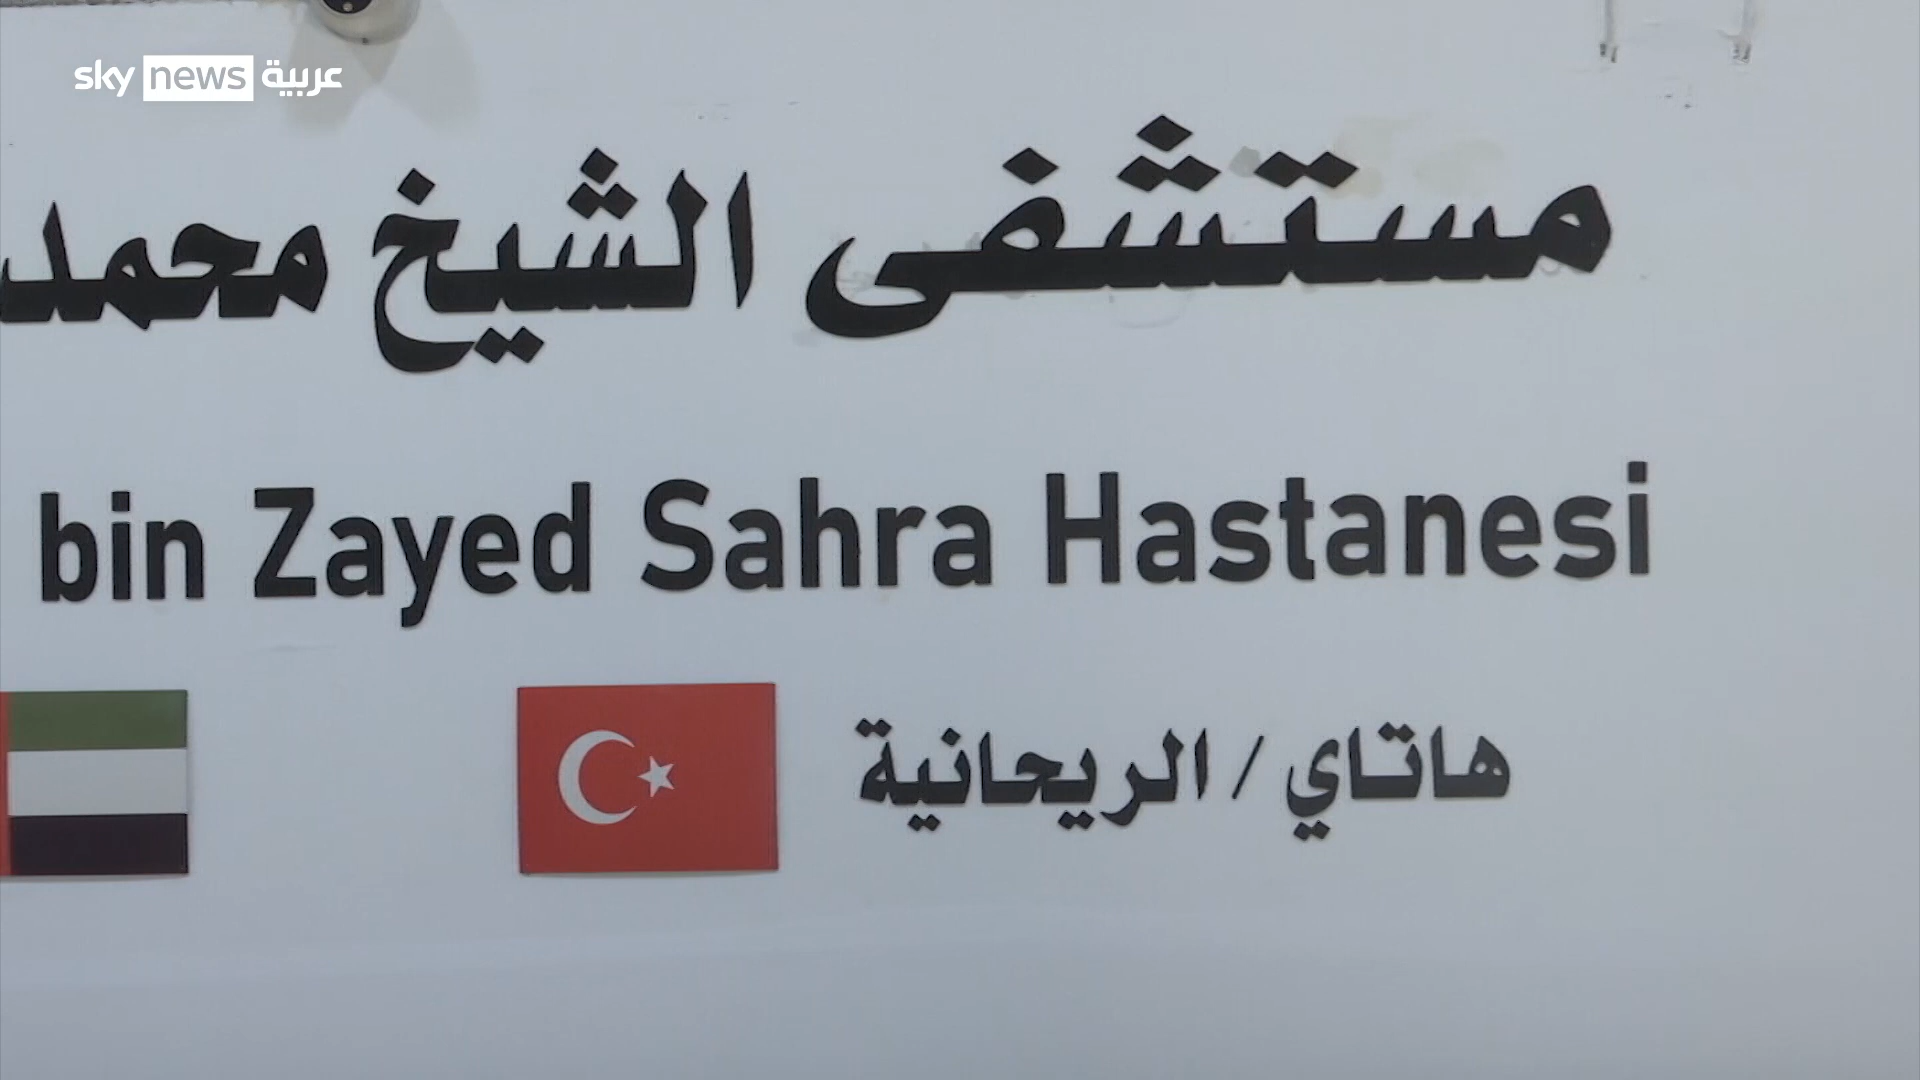 sky news عربية
مستشفى الشيخ محمد
bin Zayed Sahra Hastanesi
هاتاي / الريحانية